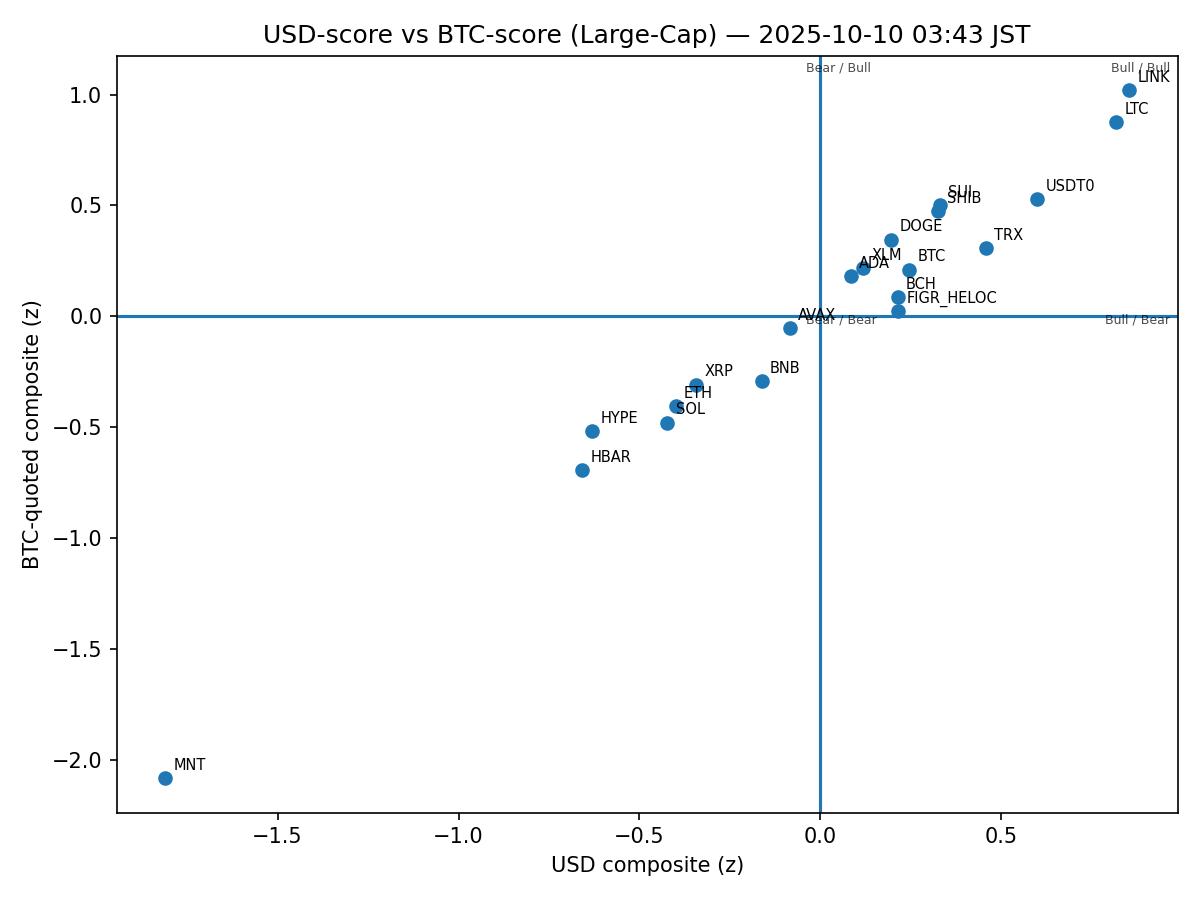 USD-score vs BTC-score (Large-Cap) — 2025-10-10 03:43 JST
Bear / Bull
Bull / Bull
LINK
LTC
USDT0
SUI
SHIB
DOGE
TRX
XLM
BTC
ADA
BCH
FIGR_HELOC
AVAX
Bear / Bear
Bull / Bear
XRP
BNB
ETH
SOL
HYPE
HBAR
MNT
1.0
0.5
0.0
−0.5
−1.0
−1.5
−2.0
BTC-quoted composite (z)
−1.5
−1.0
−0.5
0.0
0.5
USD composite (z)